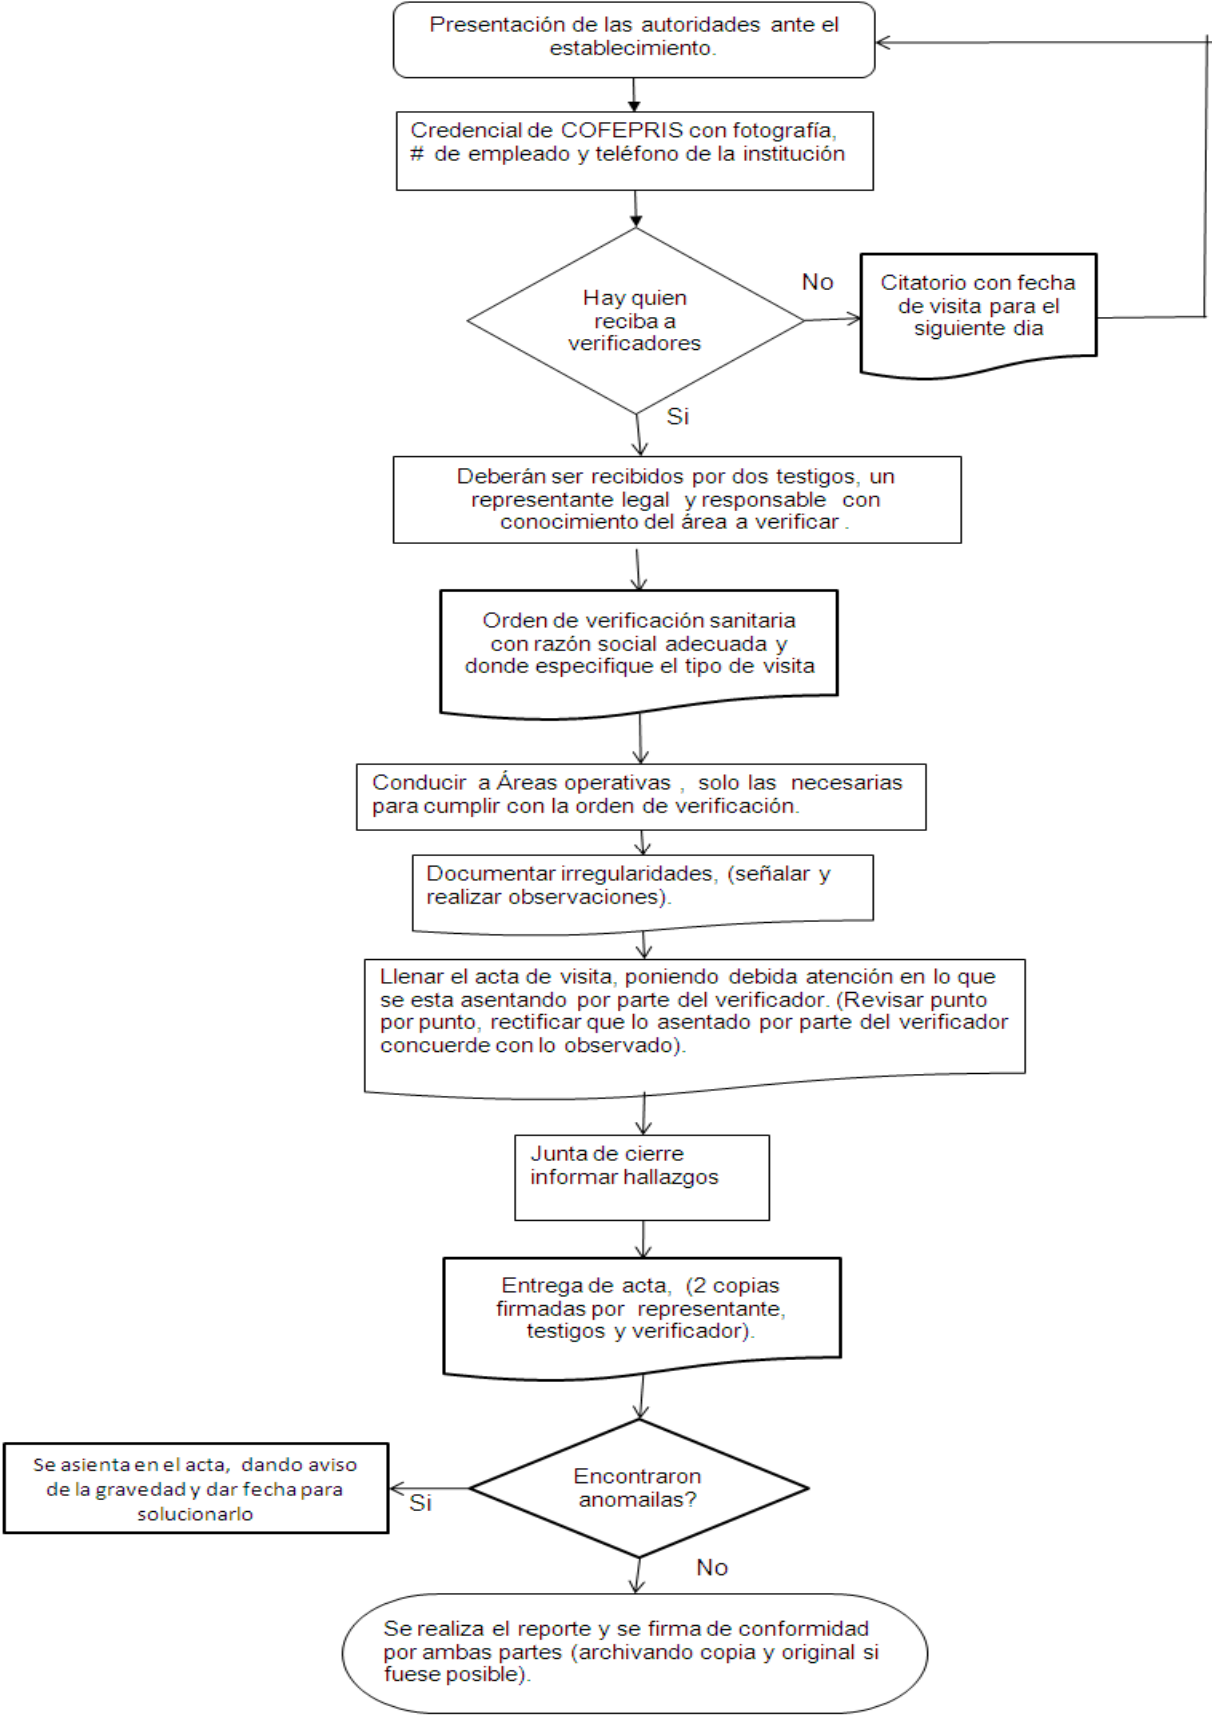 Presentación de las autoridades ante el
establecimiento.
Credencial de COFEPRIS con fotografía,
# de empleado y teléfono de la institución
Hay quien
reciba a
verificadores
No
Citatorio con fecha
de visita para el
siguiente dia
Si
Deberán ser recibidos por dos testigos, un
representante legal y responsable con
conocimiento del área a verificar .
Orden de verificación sanitaria
con razón social adecuada y
donde especifique el tipo de visita
Conducir a Áreas operativas , solo las necesarias
para cumplir con la orden de verificación.
Documentar irregularidades, (señalar y
realizar observaciones).
Llenar el acta de visita, poniendo debida atención en lo que
se esta asentando por parte del verificador. (Revisar punto
por punto, rectificar que lo asentado por parte del verificador
concuerde con lo observado).
Junta de cierre
informar hallazgos
Entrega de acta, (2 copias
firmadas por representante,
testigos y verificador).
Encontraron
anomailas?
Si
Se asienta en el acta, dando aviso
de la gravedad y dar fecha para
solucionarlo
No
Se realiza el reporte y se firma de conformidad
por ambas partes (archivando copia y original si
fuese posible).